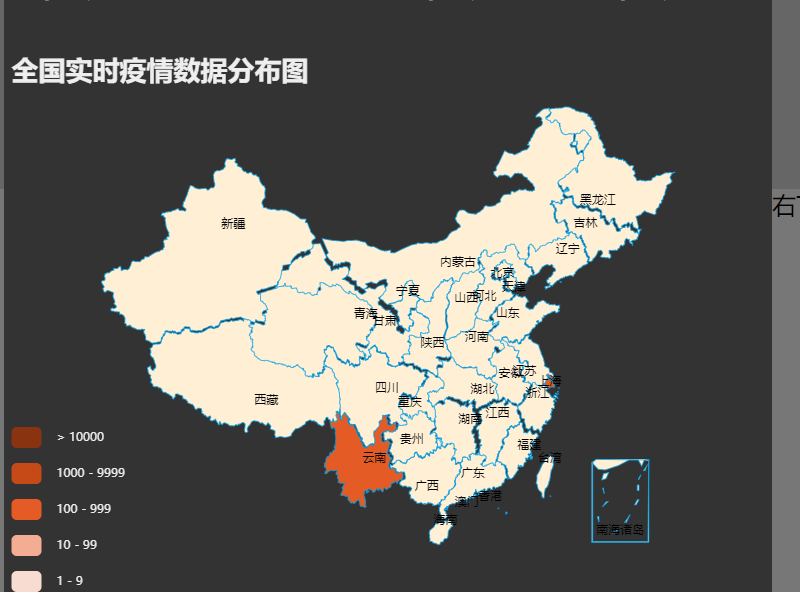 全国实时疫情数据分布图
右
黑龙江
吉林
新疆
辽宁
内蒙古
北京
天津
宁夏
山西
河北
青海
甘肃
山东
陕西
河南
安徽
江苏
上海
四川
湖北
浙江
西藏
重庆
湖南
江西
贵州
福建
云南
台湾
广西
广东
澳门
香港
海南
南海诸岛
> 10000
1000 - 9999
100 - 999
10 - 99
1 - 9